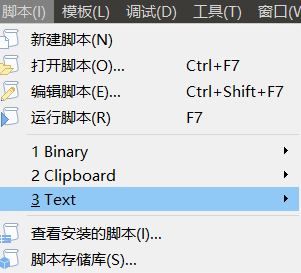 脚本(I) 模板(L) 调试(D) 工具(T) 窗口(W
新建脚本(N)
打开脚本(O)... Ctrl+F7
编辑脚本(E)... Ctrl+Shift+F7
运行脚本(R) F7
1 Binary
2 Clipboard
3 Text
查看安装的脚本(I)...
脚本存储库(S)...